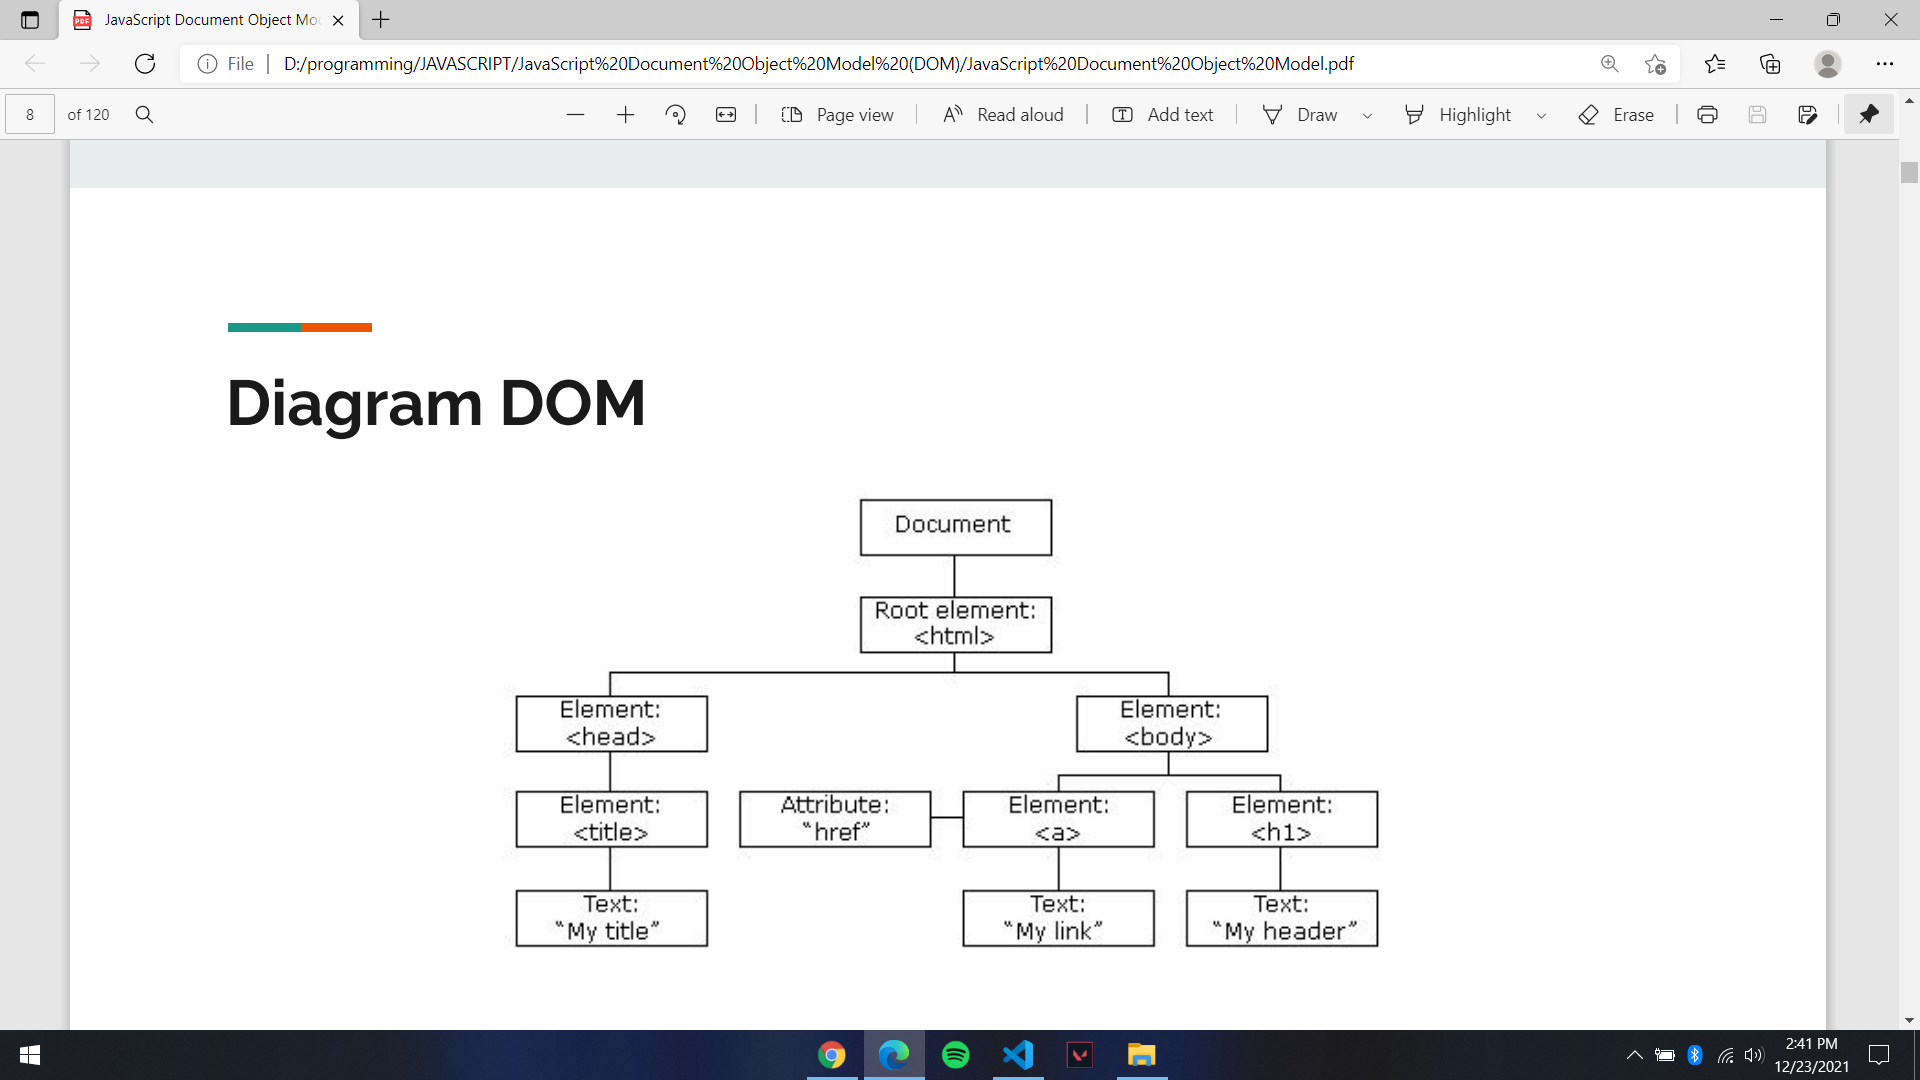 JavaScript Document Object Mo
File
D:/programming/JAVASCRIPT/JavaScript%20Document%20Object%20Model%20(DOM)/JavaScript%20Document%20Object%20Model.pdf
8 of 120
Page view
Read aloud
Add text
Draw
Highlight
Erase
Diagram DOM
Document
Root element:
<html>
Element:
<head>
Element:
<body>
Element:
<title>
Attribute:
“href”
Element:
<a>
Element:
<h1>
Text:
“My title”
Text:
“My link”
Text:
“My header”
2:41 PM
12/23/2021